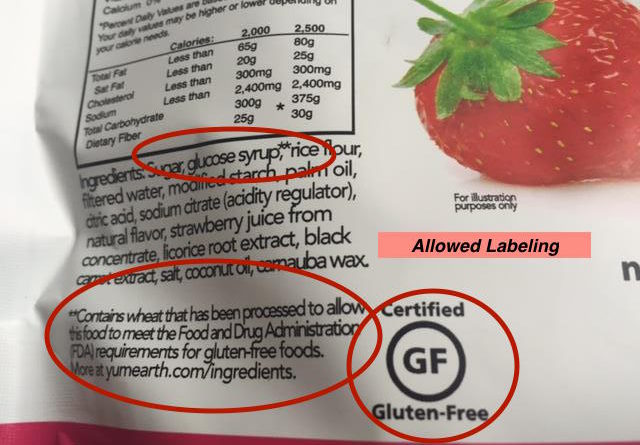 Calcium 0%
*Percent Daily Values are based
Your daily values may be higher or lower depending on
your calorie needs.
Calories: 2,000 2,500
Total Fat Less than 65g 80g
Sat Fat Less than 20g 25g
Cholesterol Less than 300mg 300mg
Sodium Less than 2,400mg 2,400mg
Total Carbohydrate 300g * 375g
Dietary Fiber 25g 30g
Ingredients: Sugar, glucose syrup,**rice flour,
filtered water, modified starch, palm oil,
citric acid, sodium citrate (acidity regulator),
natural flavor, strawberry juice from
concentrate, licorice root extract, black
carrot extract, salt, coconut oil, carnauba wax.
**Contains wheat that has been processed to allow
this food to meet the Food and Drug Administration
(FDA) requirements for gluten-free foods.
More at yumearth.com/ingredients.
For illustration
purposes only
Allowed Labeling
n
Certified
GF
Gluten-Free